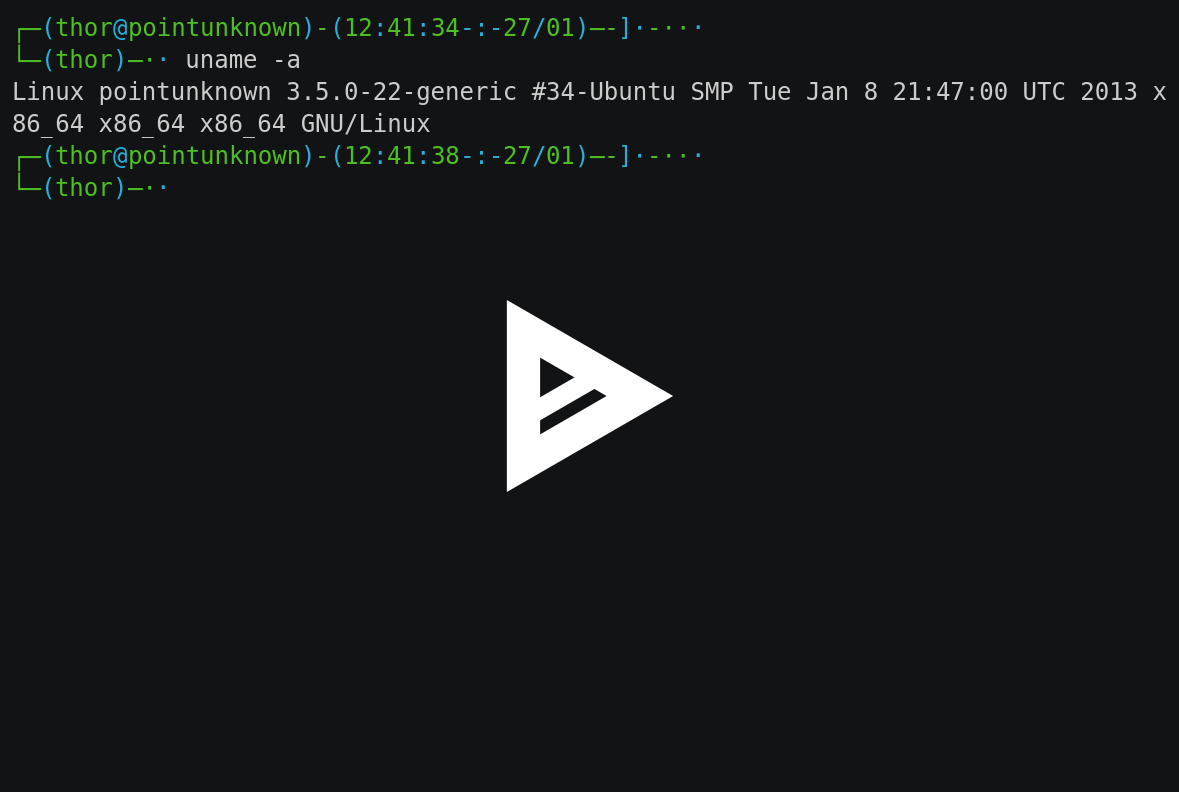 ┌─(thor@pointunknown)-(12:41:34-:-27/01)─-]·-···
└─(thor)─·· uname -a
Linux pointunknown 3.5.0-22-generic #34-Ubuntu SMP Tue Jan 8 21:47:00 UTC 2013 x
86_64 x86_64 x86_64 GNU/Linux
┌─(thor@pointunknown)-(12:41:38-:-27/01)─-]·-···
└─(thor)─··